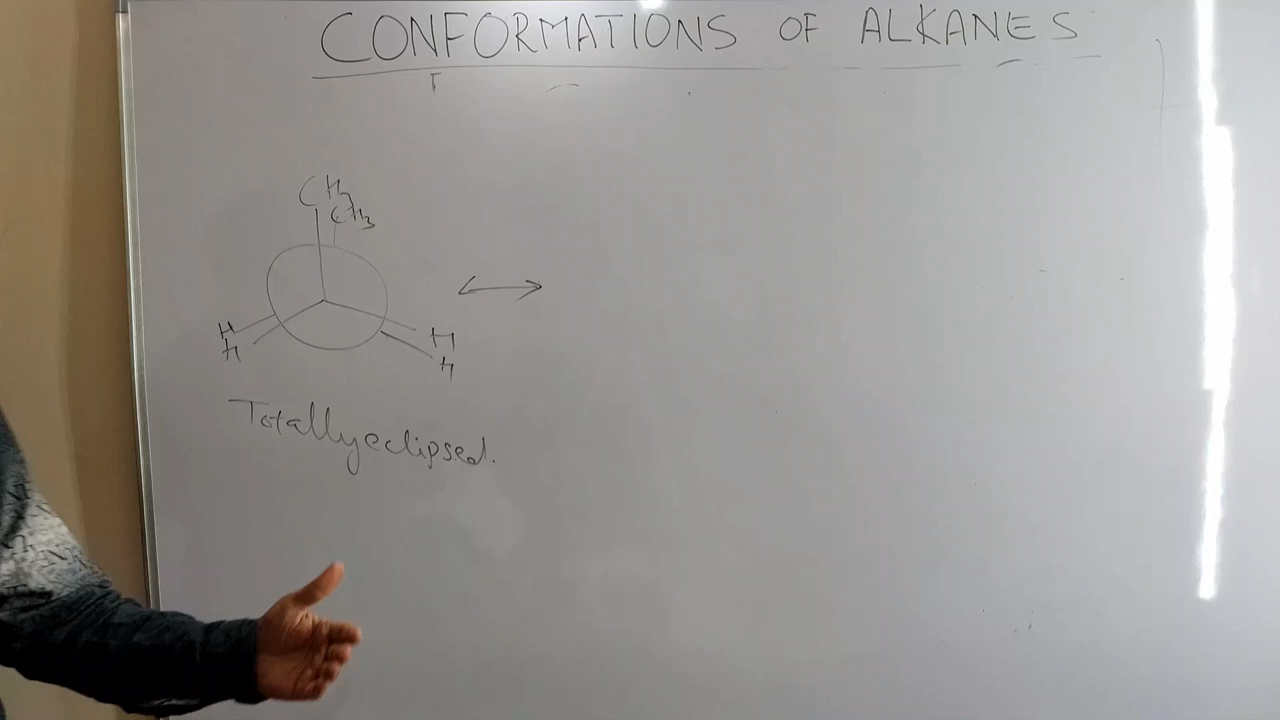 CONFORMATIONS OF ALKANES
CH3
CH3
H
H
H
H
Totally eclipsed.